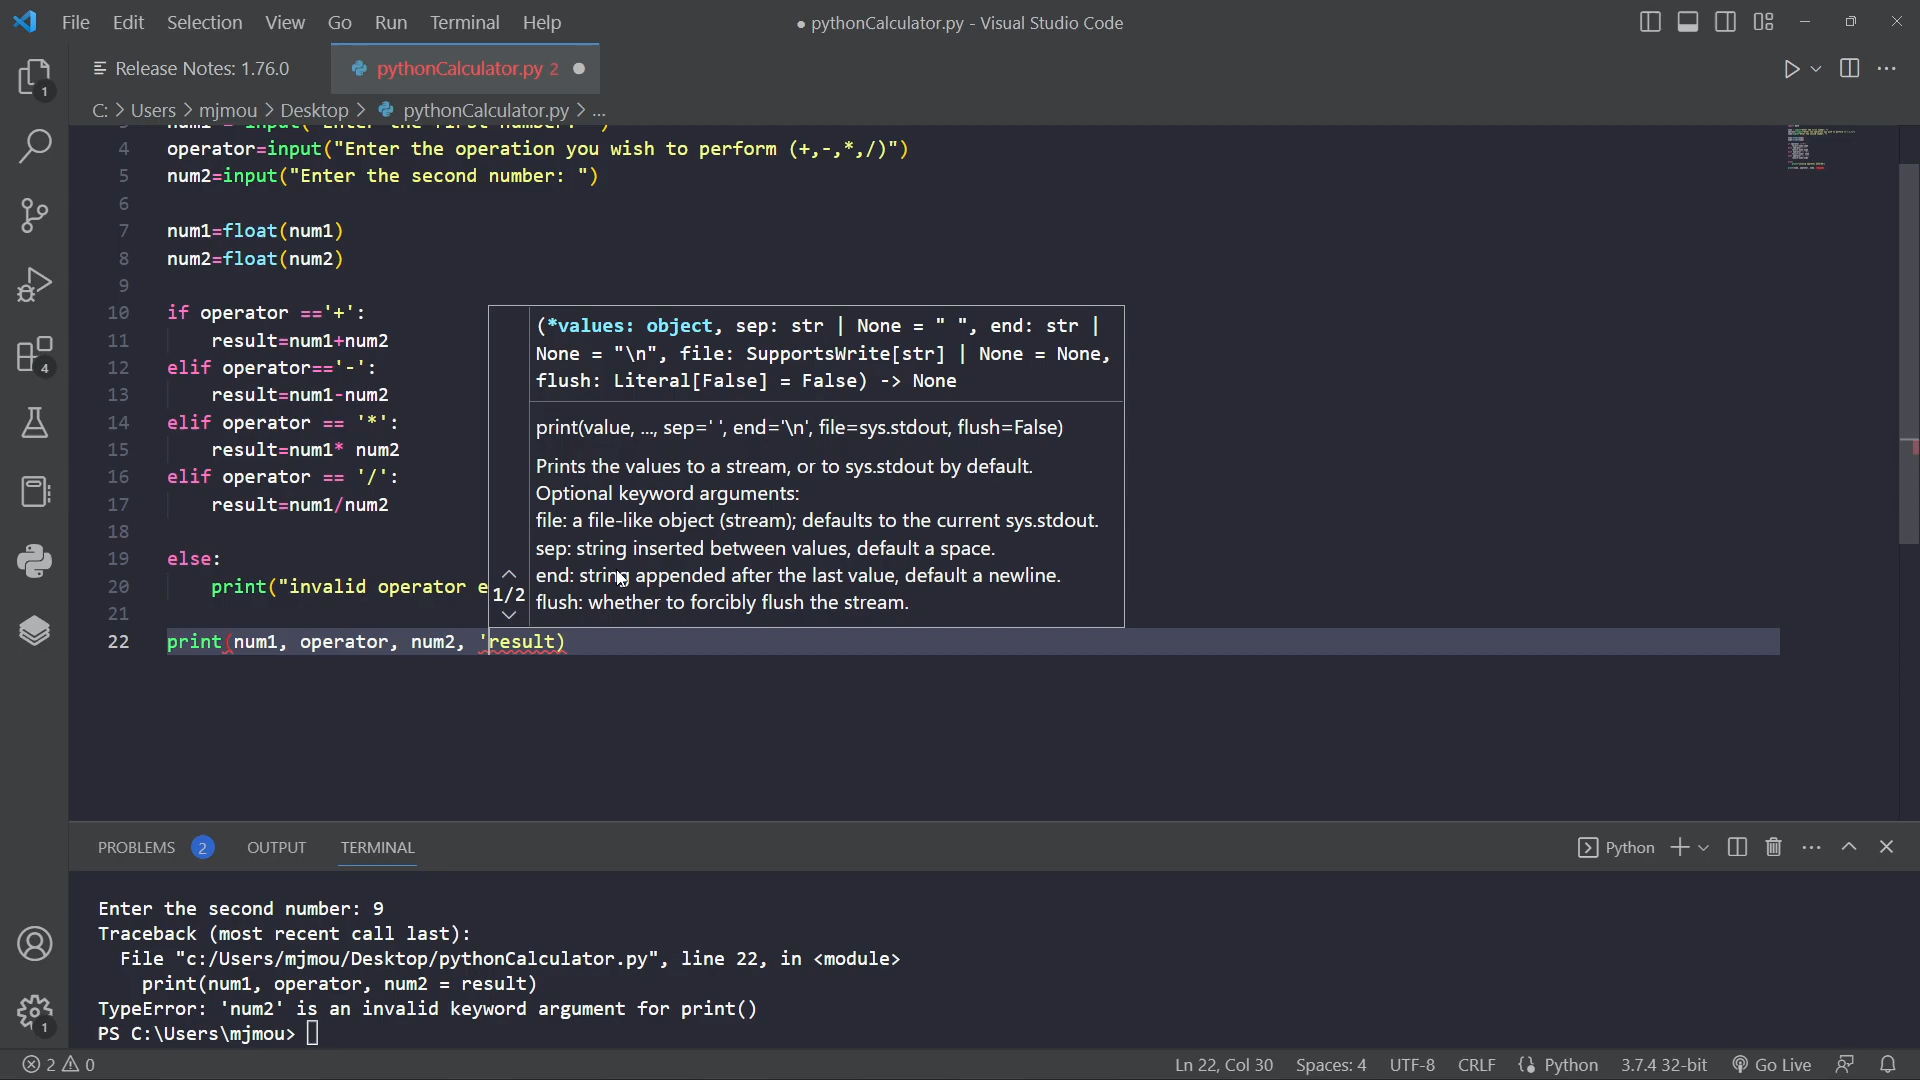 File Edit Selection View Go Run Terminal Help
● pythonCalculator.py - Visual Studio Code
Release Notes: 1.76.0
pythonCalculator.py 2 ●
C: > Users > mjmou > Desktop > pythonCalculator.py > ...
4 operator=input("Enter the operation you wish to perform (+,-,*,/)")
5 num2=input("Enter the second number: ")
6
7 num1=float(num1)
8 num2=float(num2)
9
10 if operator =='+':
11 result=num1+num2
12 elif operator=='-':
13 result=num1-num2
14 elif operator == '*':
15 result=num1* num2
16 elif operator == '/':
17 result=num1/num2
18
19 else:
20 print("invalid operator e
21
22 print(num1, operator, num2, 'result)
(*values: object, sep: str | None = " ", end: str |
None = "\n", file: SupportsWrite[str] | None = None,
flush: Literal[False] = False) -> None
print(value, ..., sep=' ', end='\n', file=sys.stdout, flush=False)
Prints the values to a stream, or to sys.stdout by default.
Optional keyword arguments:
file: a file-like object (stream); defaults to the current sys.stdout.
sep: string inserted between values, default a space.
end: string appended after the last value, default a newline.
flush: whether to forcibly flush the stream.
1/2
PROBLEMS 2 OUTPUT TERMINAL
Python
Enter the second number: 9
Traceback (most recent call last):
File "c:/Users/mjmou/Desktop/pythonCalculator.py", line 22, in <module>
print(num1, operator, num2 = result)
TypeError: 'num2' is an invalid keyword argument for print()
PS C:\Users\mjmou>
1
4
1
2 0
Ln 22, Col 30 Spaces: 4 UTF-8 CRLF Python 3.7.4 32-bit Go Live